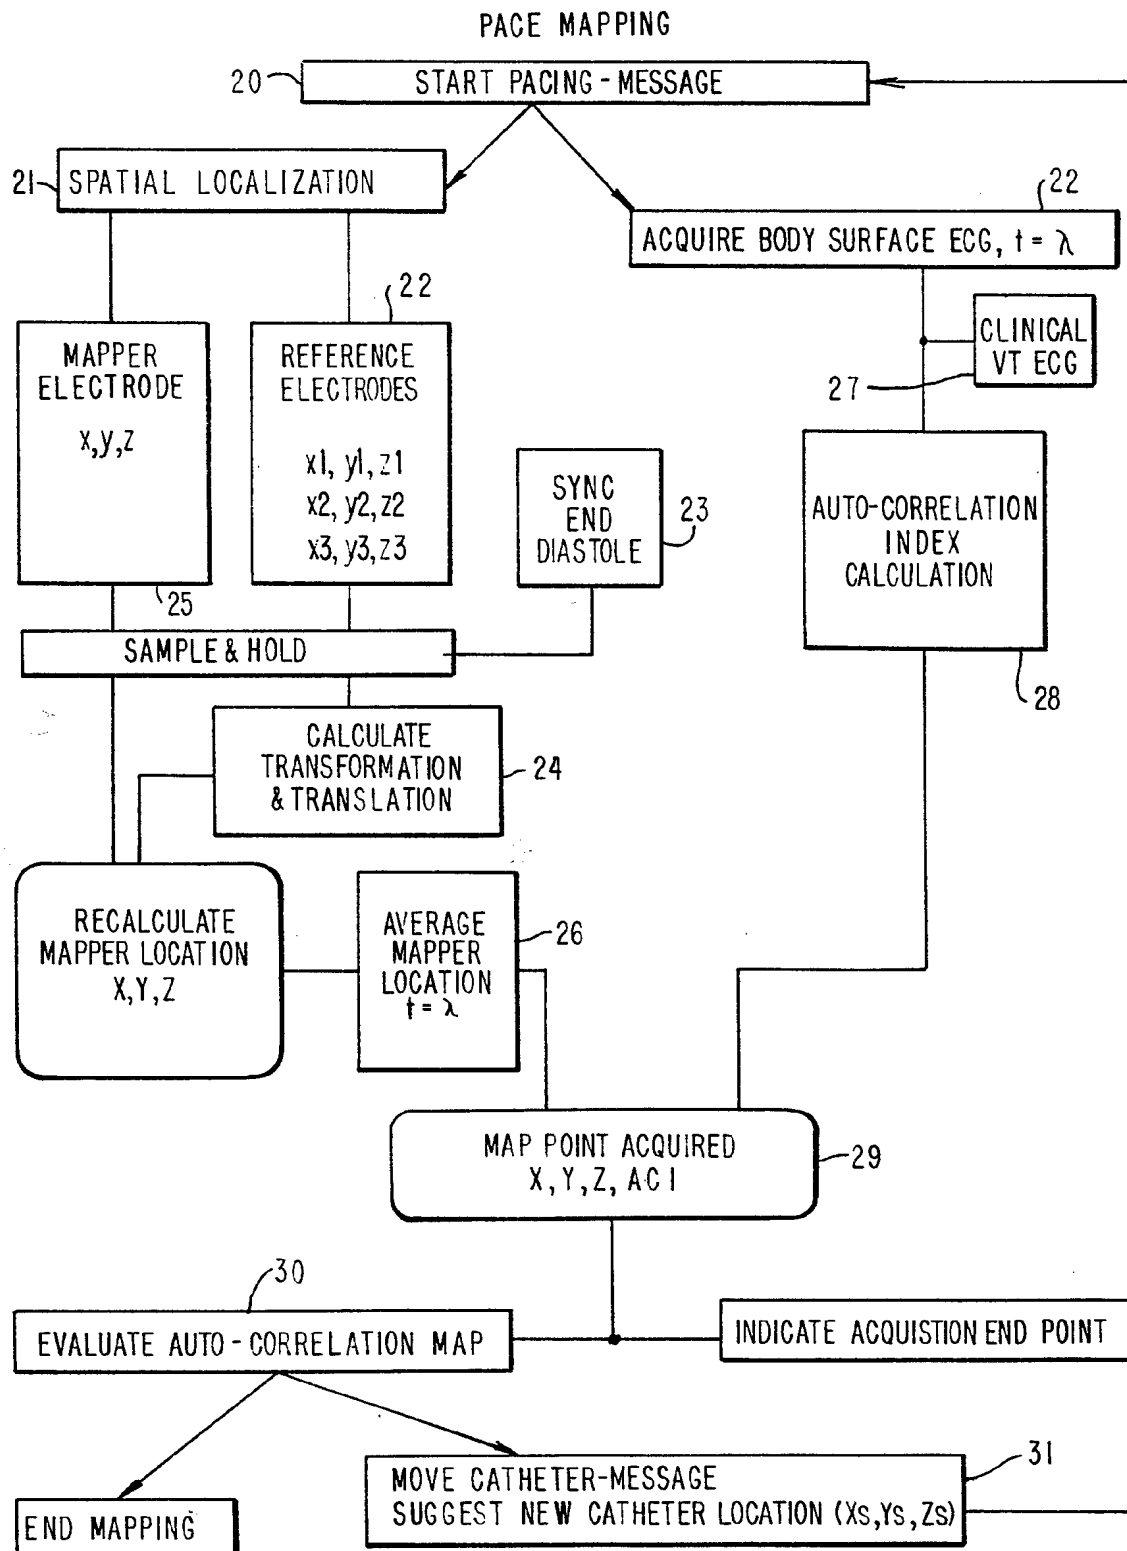 PACE MAPPING
20
START PACING-MESSAGE
21
SPATIAL LOCALIZATION
22
ACQUIRE BODY SURFACE ECG, t = λ
22
MAPPER
ELECTRODE
x,y,z
REFERENCE
ELECTRODES
x1, y1, z1
x2, y2, z2
x3, y3, z3
CLINICAL
VT ECG
27
SYNC
END
DIASTOLE
23
AUTO-CORRELATION
INDEX
CALCULATION
25
SAMPLE & HOLD
28
CALCULATE
TRANSFORMATION
& TRANSLATION
24
RECALCULATE
MAPPER LOCATION
X,Y,Z
AVERAGE
MAPPER
LOCATION
t = λ
26
MAP POINT ACQUIRED
X, Y, Z, ACI
29
30
EVALUATE AUTO-CORRELATION MAP
INDICATE ACQUISTION END POINT
31
MOVE CATHETER-MESSAGE
SUGGEST NEW CATHETER LOCATION (Xs,Ys,Zs)
END MAPPING